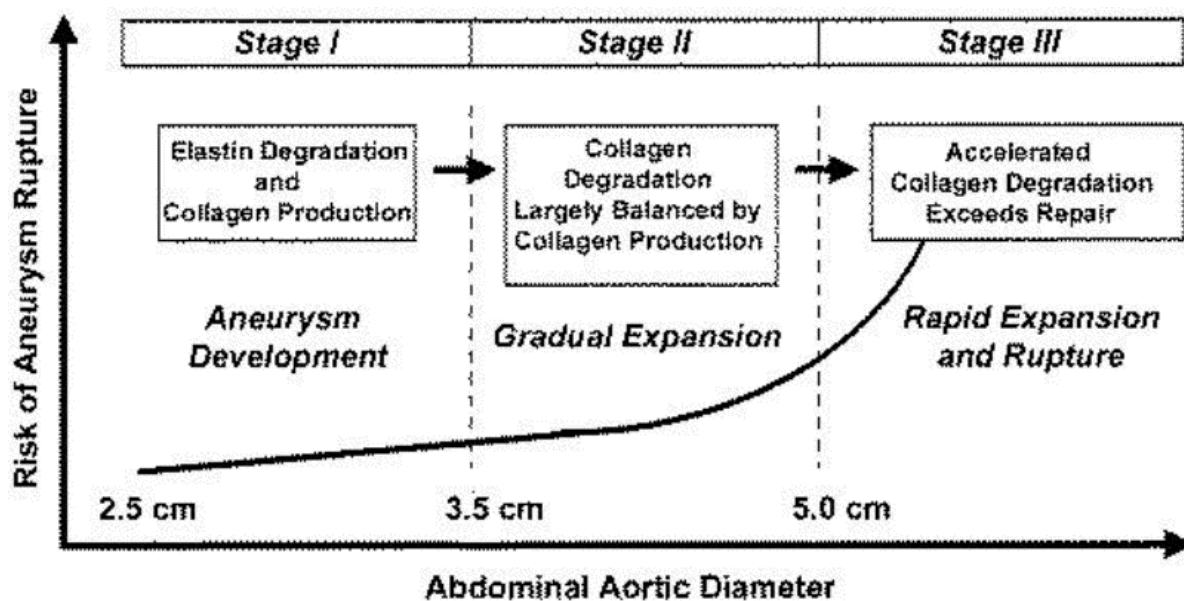 Stage I
Stage II
Stage III
Risk of Aneurysm Rupture
Elastin Degradation
and
Collagen Production
Collagen
Degradation
Largely Balanced by
Collagen Production
Accelerated
Collagen Degradation
Exceeds Repair
Aneurysm
Development
Gradual Expansion
Rapid Expansion
and Rupture
2.5 cm
3.5 cm
5.0 cm
Abdominal Aortic Diameter